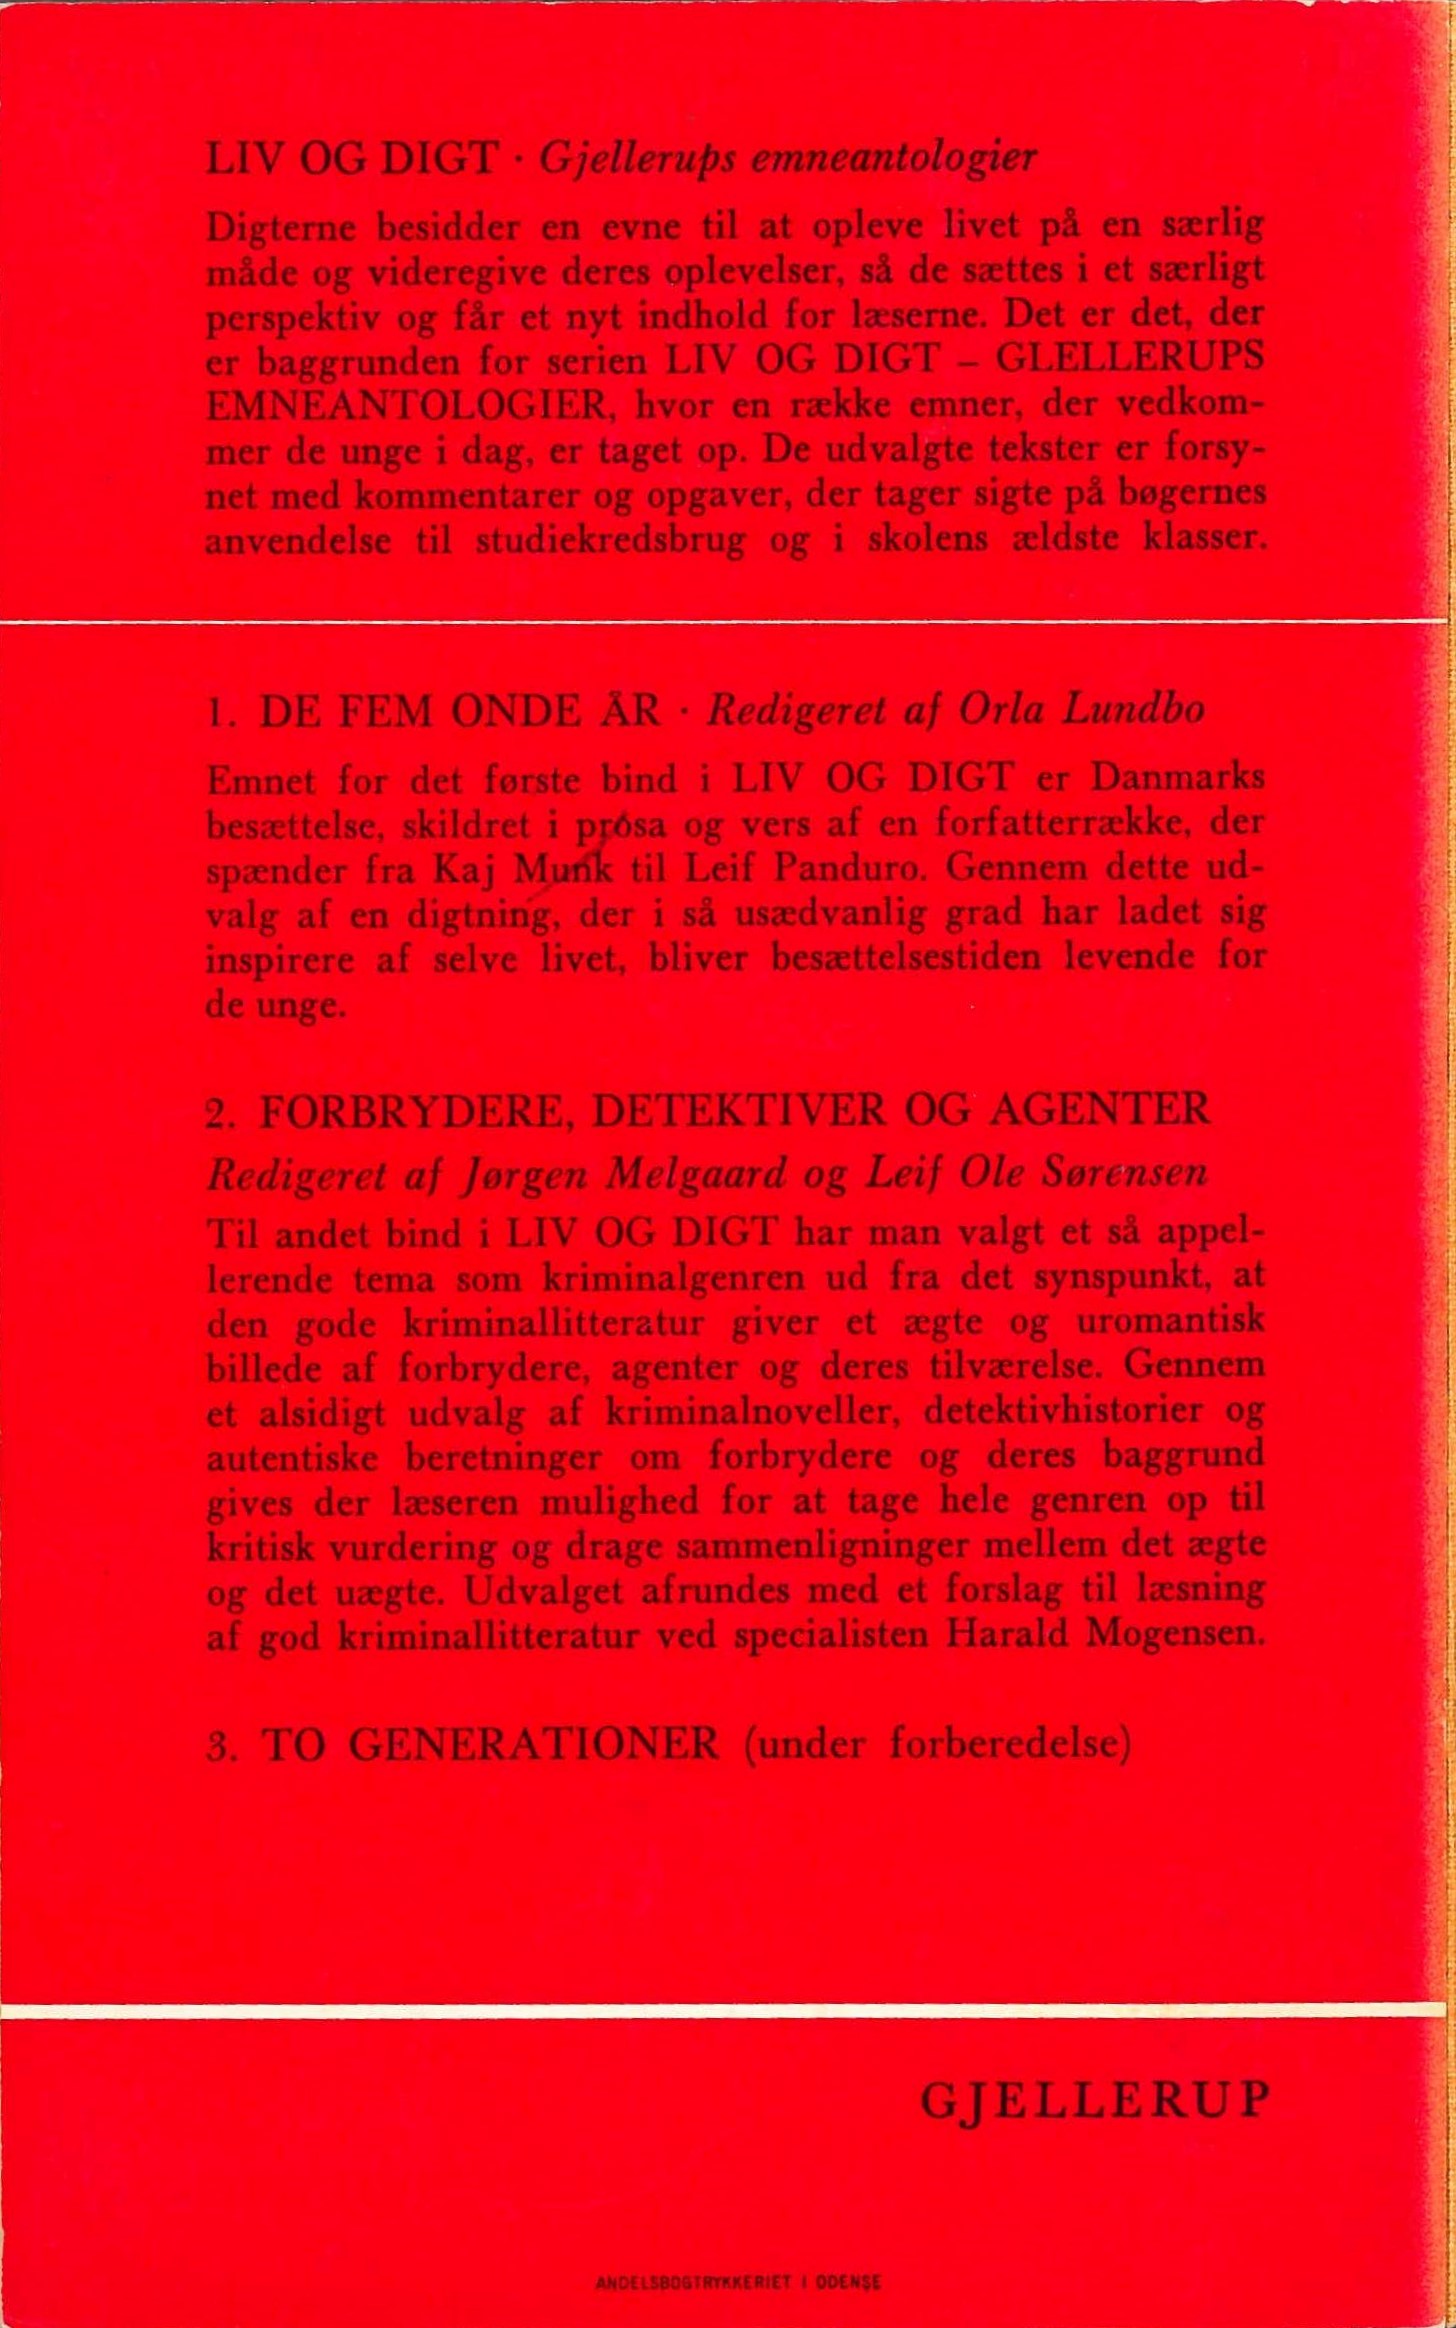 LIV OG DIGT · Gjellerups emneantologier
Digterne besidder en evne til at opleve livet på en særlig
måde og videregive deres oplevelser, så de sættes i et særligt
perspektiv og får et nyt indhold for læserne. Det er det, der
er baggrunden for serien LIV OG DIGT – GLELLERUPS
EMNEANTOLOGIER, hvor en række emner, der vedkom-
mer de unge i dag, er taget op. De udvalgte tekster er forsy-
net med kommentarer og opgaver, der tager sigte på bøgernes
anvendelse til studiekredsbrug og i skolens ældste klasser.
1. DE FEM ONDE ÅR · Redigeret af Orla Lundbo
Emnet for det første bind i LIV OG DIGT er Danmarks
besættelse, skildret i prosa og vers af en forfatterrække, der
spænder fra Kaj Munk til Leif Panduro. Gennem dette ud-
valg af en digtning, der i så usædvanlig grad har ladet sig
inspirere af selve livet, bliver besættelsestiden levende for
de unge.
2. FORBRYDERE, DETEKTIVER OG AGENTER
Redigeret af Jørgen Melgaard og Leif Ole Sørensen
Til andet bind i LIV OG DIGT har man valgt et så appel-
lerende tema som kriminalgenren ud fra det synspunkt, at
den gode kriminallitteratur giver et ægte og uromantisk
billede af forbrydere, agenter og deres tilværelse. Gennem
et alsidigt udvalg af kriminalnoveller, detektivhistorier og
autentiske beretninger om forbrydere og deres baggrund
gives der læseren mulighed for at tage hele genren op til
kritisk vurdering og drage sammenligninger mellem det ægte
og det uægte. Udvalget afrundes med et forslag til læsning
af god kriminallitteratur ved specialisten Harald Mogensen.
3. TO GENERATIONER (under forberedelse)
GJELLERUP
ANDELSBOGTRYKKERIET I ODENSE